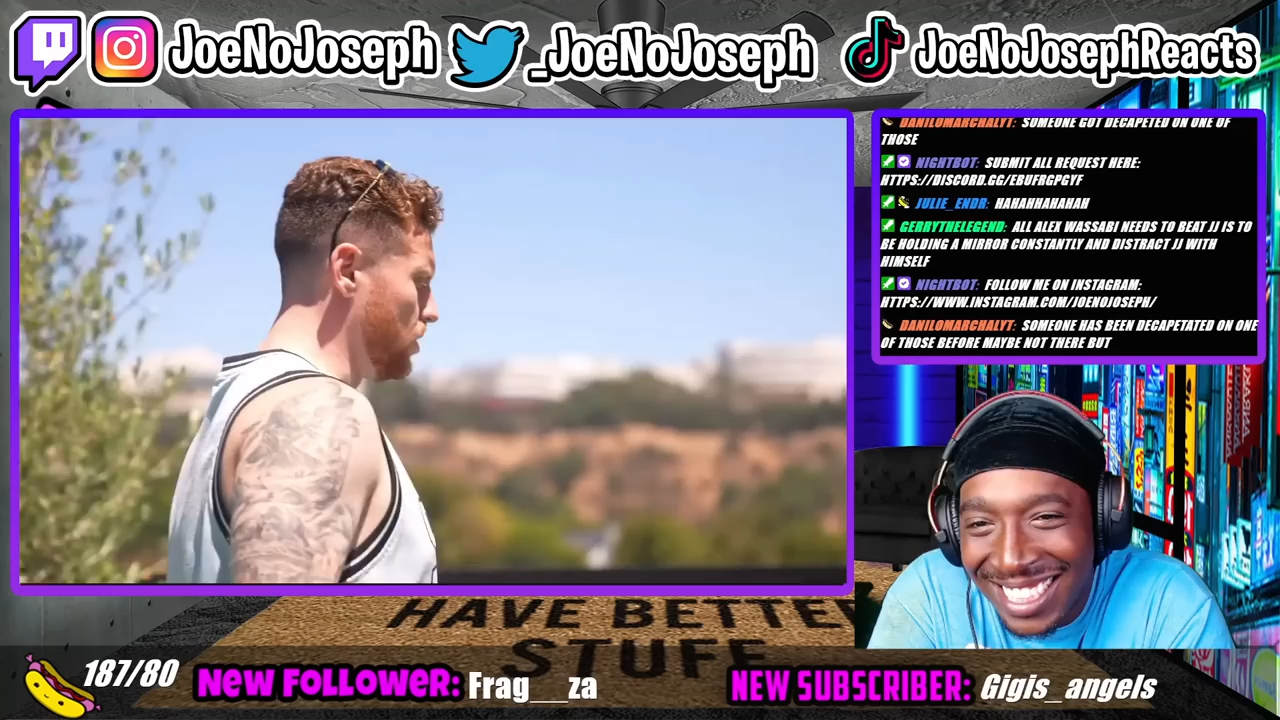 JoeNoJoseph
_JoeNoJoseph
JoeNoJosephReacts
DANILOMARCHALYT: SOMEONE GOT DECAPETED ON ONE OF
THOSE
NIGHTBOT: SUBMIT ALL REQUEST HERE:
HTTPS://DISCORD.GG/EBUFRGPGYF
JULIE_ENDR: HAHAHHAHAHAH
GERRYTHELEGEND: ALL ALEX WASSABI NEEDS TO BEAT JJ IS TO
BE HOLDING A MIRROR CONSTANTLY AND DISTRACT JJ WITH
HIMSELF
NIGHTBOT: FOLLOW ME ON INSTAGRAM:
HTTPS://WWW.INSTAGRAM.COM/JOENOJOSEPH/
DANILOMARCHALYT: SOMEONE HAS BEEN DECAPETATED ON ONE
OF THOSE BEFORE MAYBE NOT THERE BUT
HAVE BETTER
STUFF
187/80
NEW FOLLOWER: Frag__za
NEW SUBSCRIBER: Gigis_angels